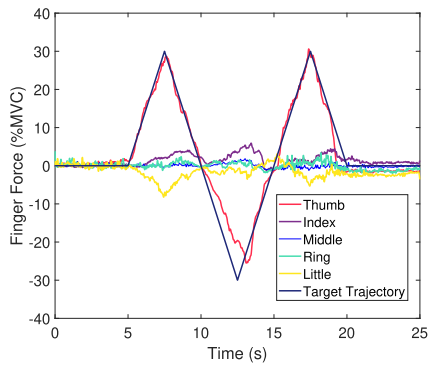 40
30
20
10
0
-10
-20
-30
-40
Finger Force (%MVC)
Thumb
Index
Middle
Ring
Little
Target Trajectory
0 5 10 15 20 25
Time (s)